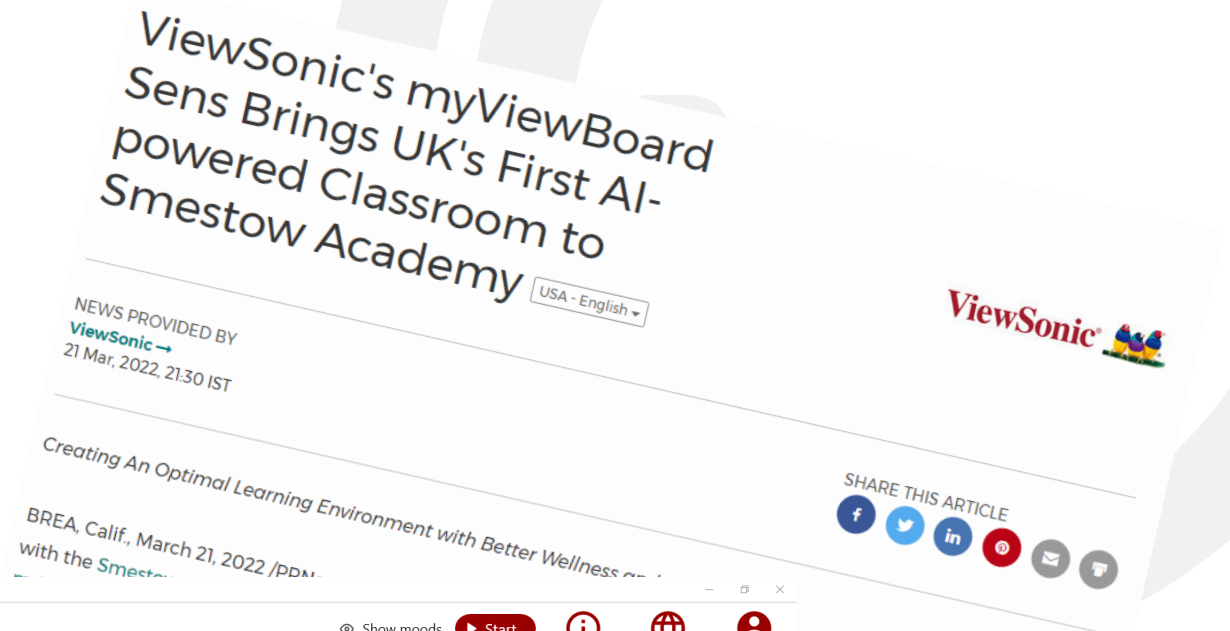 ViewSonic's myViewBoard
Sens Brings UK's First AI-
powered Classroom to
Smestow Academy USA - English
ViewSonic
NEWS PROVIDED BY
ViewSonic
21 Mar, 2022, 21:30 IST
SHARE THIS ARTICLE
Creating An Optimal Learning Environment with Better Wellness
BREA, Calif., March 21, 2022
with the
Show moods Start